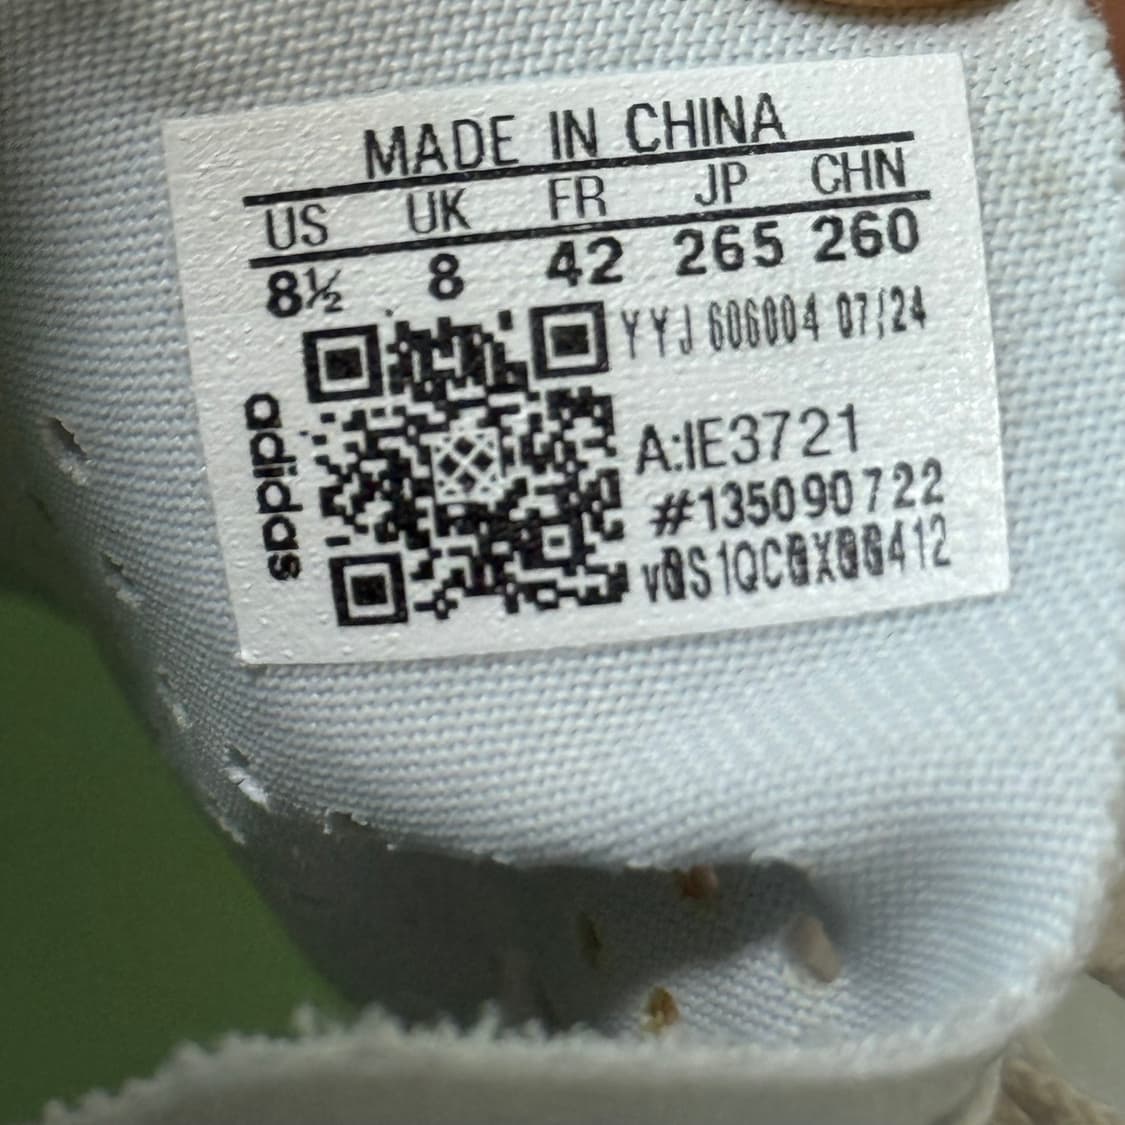 MADE IN CHINA
US UK FR JP CHN
8½ 8 42 265 260
YYJ 606004 07/24
adidas
A:IE3721
#135090722